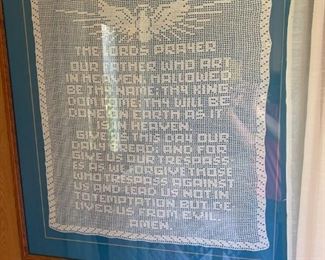 THE LORDS PRAYER
OUR FATHER WHO ART
IN HEAVEN, HALLOWED
BE THY NAME; THY KING
DOM COME; THY WILL BE
DONE ON EARTH AS IT
IS IN HEAVEN.
GIVE US THIS DAY OUR
DAILY BREAD; AND FOR
GIVE US OUR TRESPASS-
ES AS WE FORGIVE THOSE
WHO TRESPASS AGAINST
US AND LEAD US NOT IN
TO TEMPTATION BUT DE-
LIVER US FROM EVIL.
AMEN.